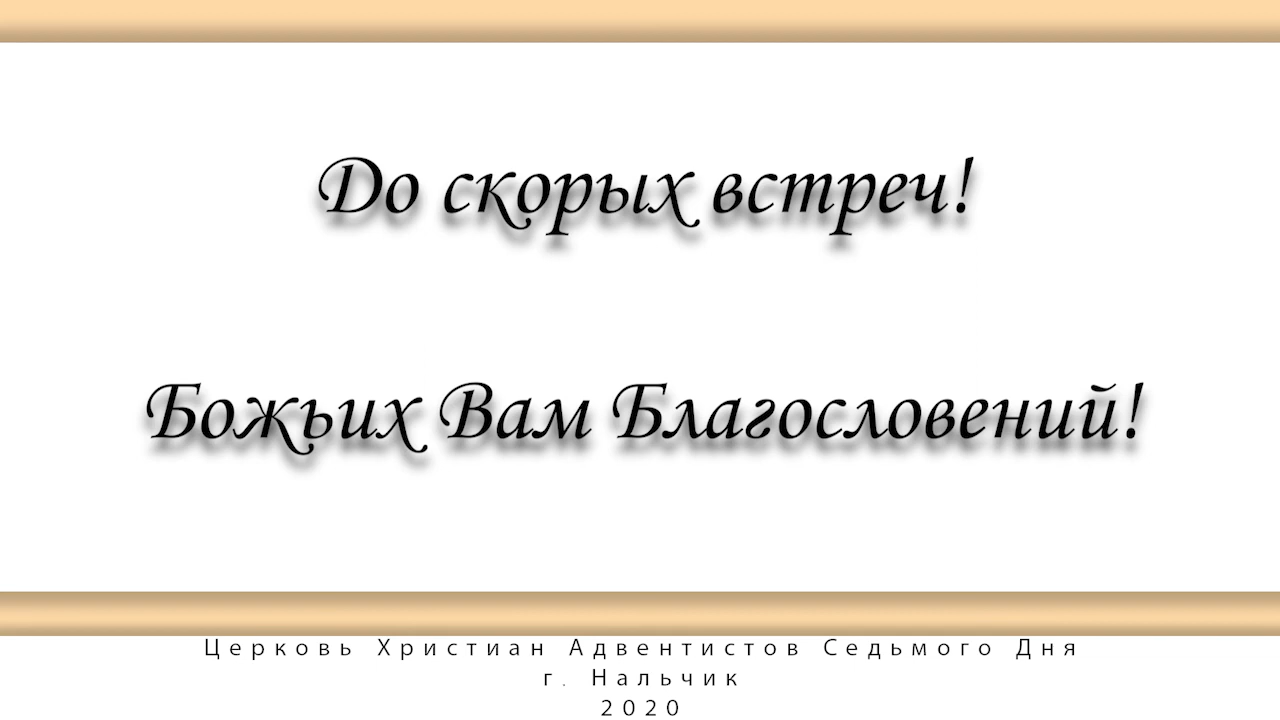 До скорых встреч!
Божьих Вам Благословений!
Церковь Христиан Адвентистов Седьмого Дня
г. Нальчик
2020